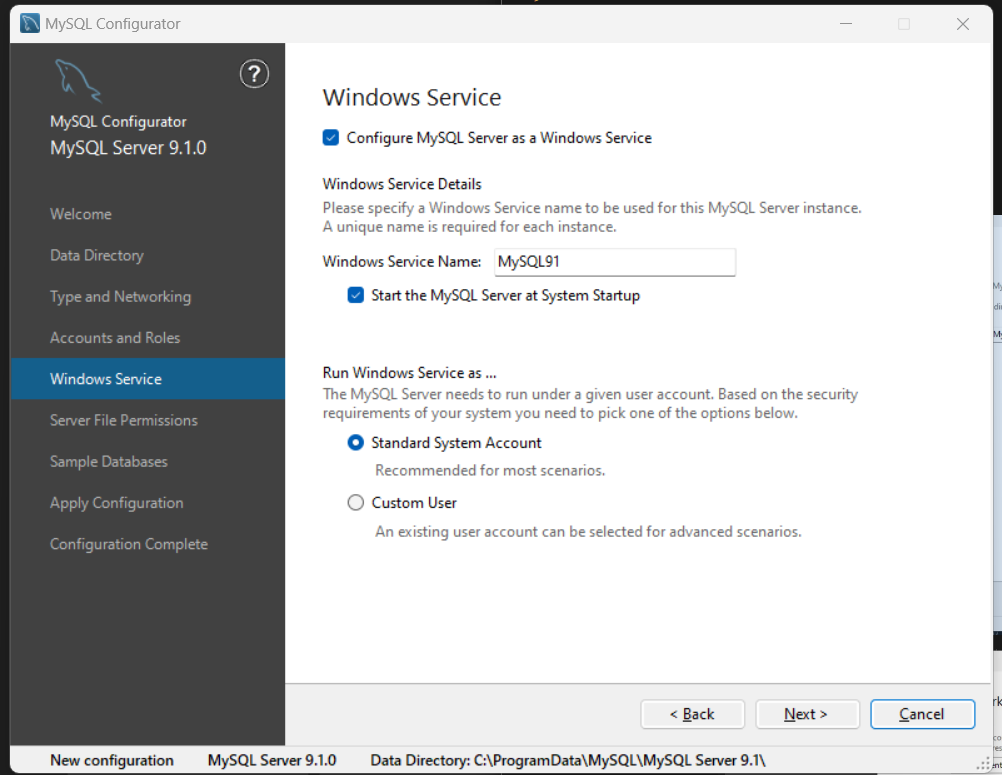 MySQL Configurator
?
MySQL Configurator
MySQL Server 9.1.0
Welcome
Data Directory
Type and Networking
Accounts and Roles
Windows Service
Server File Permissions
Sample Databases
Apply Configuration
Configuration Complete
Windows Service
Configure MySQL Server as a Windows Service
Windows Service Details
Please specify a Windows Service name to be used for this MySQL Server instance.
A unique name is required for each instance.
Windows Service Name: MySQL91
Start the MySQL Server at System Startup
Run Windows Service as ...
The MySQL Server needs to run under a given user account. Based on the security
requirements of your system you need to pick one of the options below.
Standard System Account
Recommended for most scenarios.
Custom User
An existing user account can be selected for advanced scenarios.
< Back Next > Cancel
New configuration MySQL Server 9.1.0 Data Directory: C:\ProgramData\MySQL\MySQL Server 9.1\